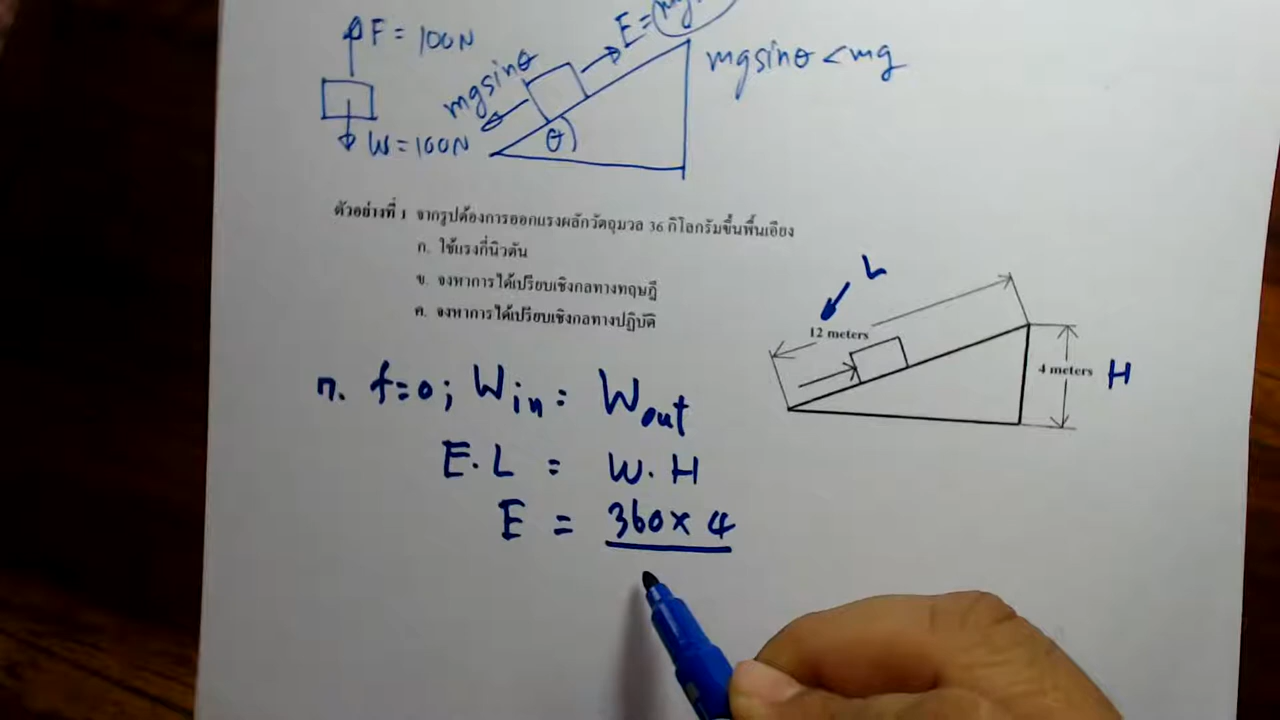 F = 100N
W = 100N
mg sinθ
E = mg
θ
mg sinθ < mg
ตัวอย่างที่ 1 จากรูปต้องการออกแรงผลักวัตถุมวล 36 กิโลกรัมขึ้นพื้นเอียง
ก. ใช้แรงกี่นิวตัน
ข. จงหาการได้เปรียบเชิงกลทางทฤษฎี
ค. จงหาการได้เปรียบเชิงกลทางปฏิบัติ
L
12 meters
4 meters H
ก. f=0; Win = Wout
E.L = W.H
E = 360 × 4